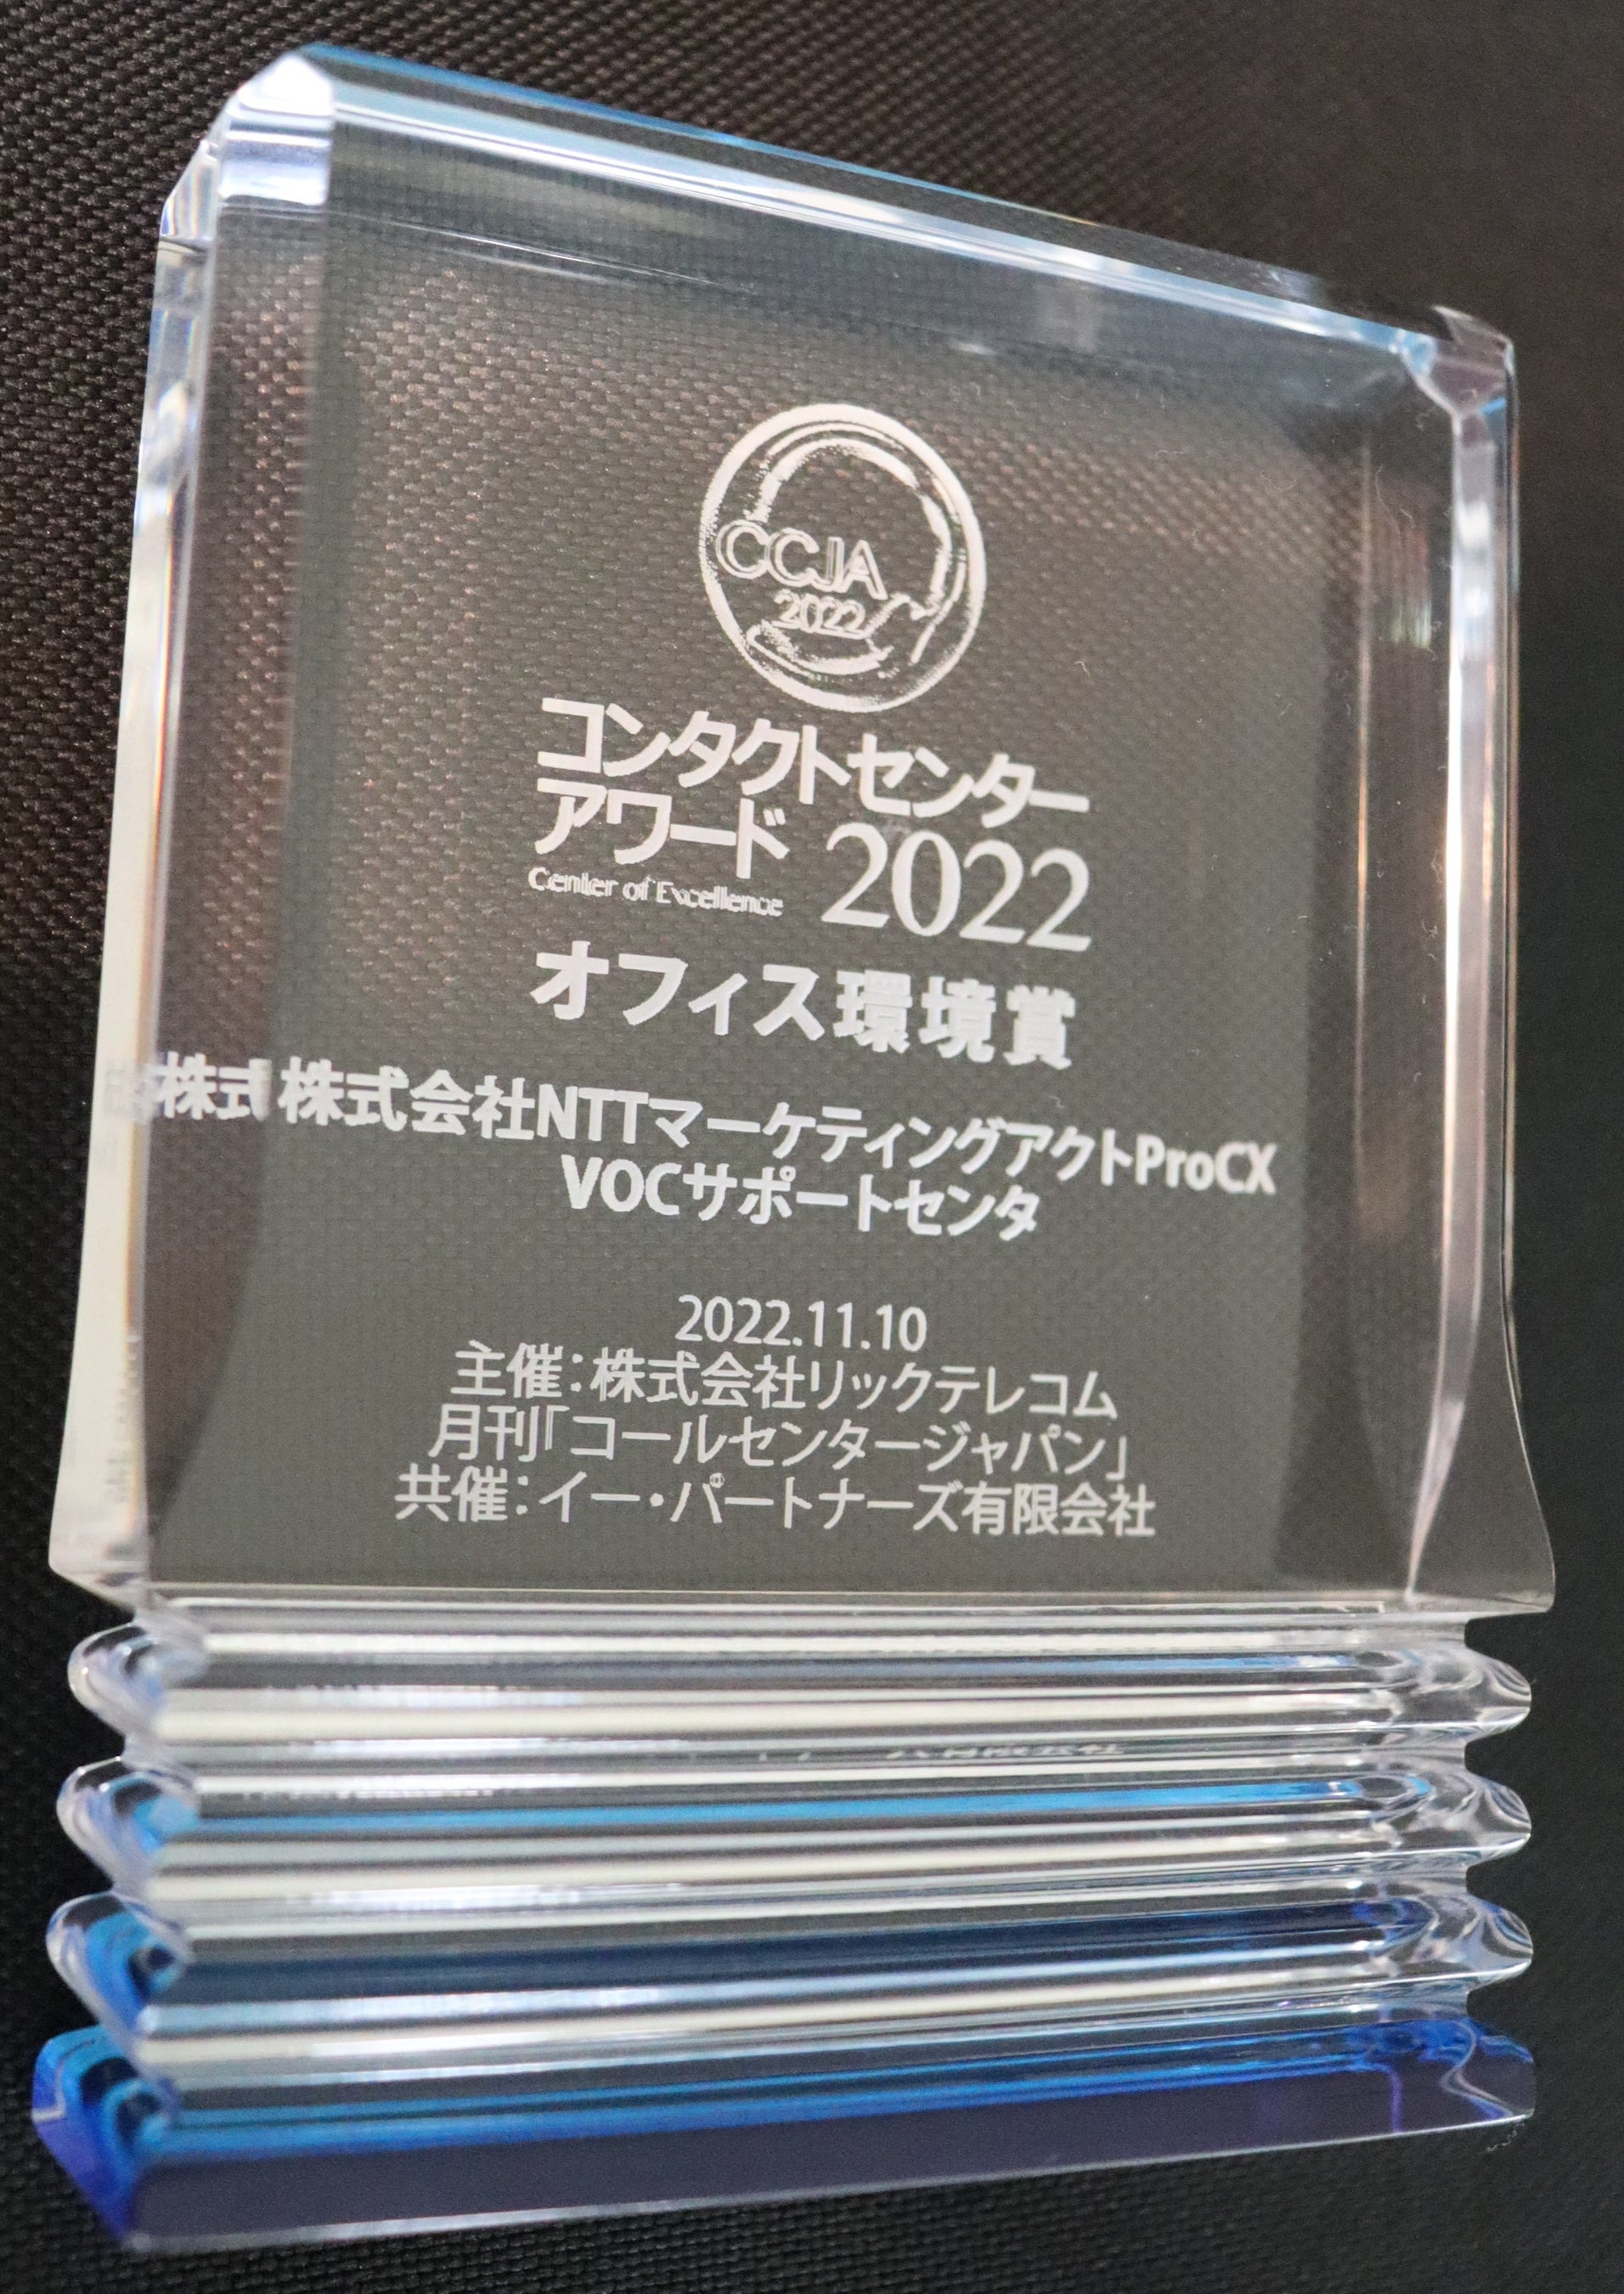 CCJA
2022
コンタクトセンター
アワード 2022
Center of Excellence
オフィス環境賞
株式会社NTTマーケティングアクトProCX
VOCサポートセンタ
2022.11.10
主催：株式会社リックテレコム
月刊「コールセンタージャパン」
共催：イー・パートナーズ有限会社